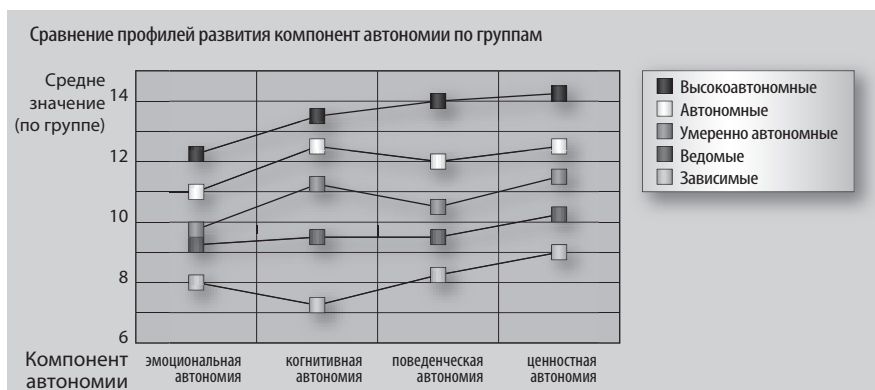 Сравнение профилей развития компонент автономии по группам
Средне
значение
(по группе)
14
12
10
8
6
Высокоавтономные
Автономные
Умеренно автономные
Ведомые
Зависимые
Компонент
автономии
эмоциональная
автономия
когнитивная
автономия
поведенческая
автономия
ценностная
автономия